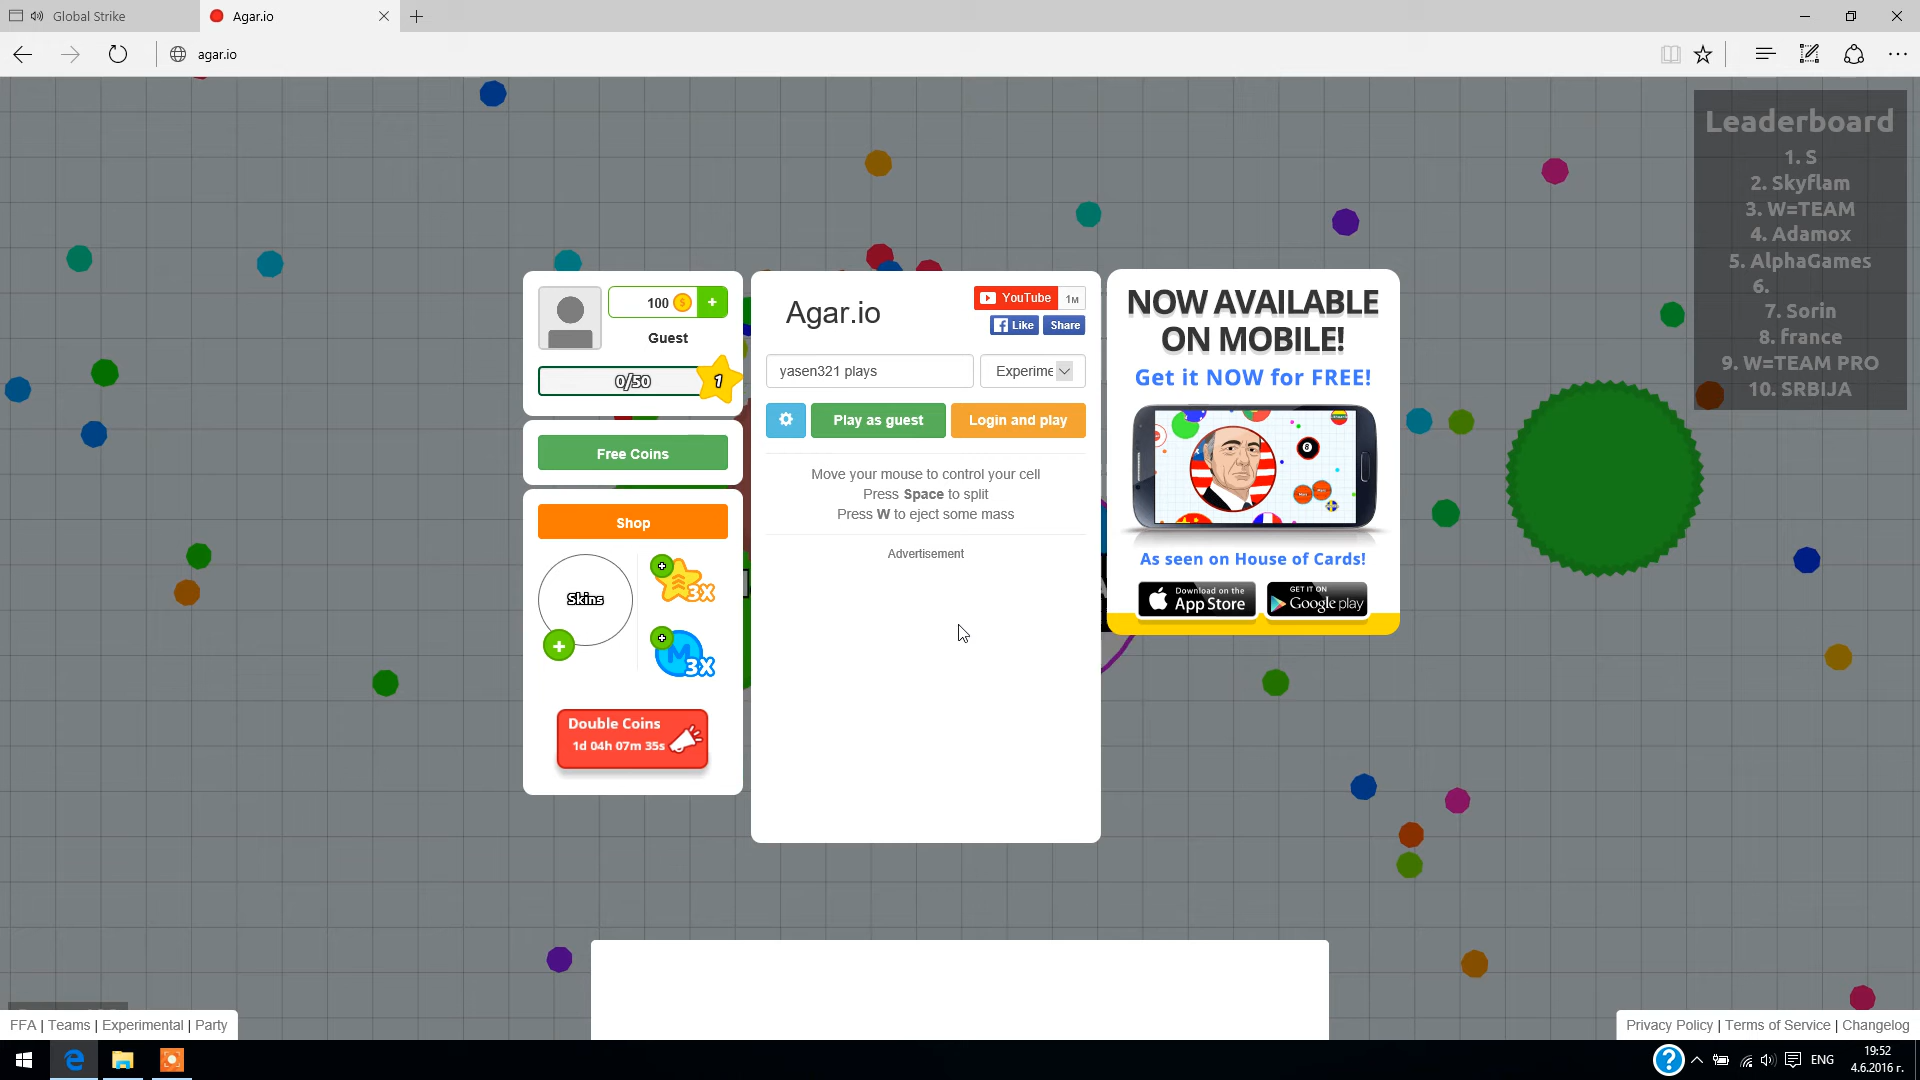 Global Strike
Agar.io
agar.io
Leaderboard
1. S
2. Skyflam
3. W=TEAM
4. Adamox
5. AlphaGames
6.
7. Sorin
8. france
9. W=TEAM PRO
10. SRBIJA
100
Guest
0/50
1
Free Coins
Shop
Skins
3X
M
3X
Double Coins
1d 04h 07m 35s
Agar.io
YouTube
1M
Like
Share
yasen321 plays
Experime
Play as guest
Login and play
Move your mouse to control your cell
Press Space to split
Press W to eject some mass
Advertisement
NOW AVAILABLE
ON MOBILE!
Get it NOW for FREE!
8
As seen on House of Cards!
Download on the
App Store
GET IT ON
Google play
FFA | Teams | Experimental | Party
Privacy Policy | Terms of Service | Changelog
ENG
19:52
4.6.2016 г.